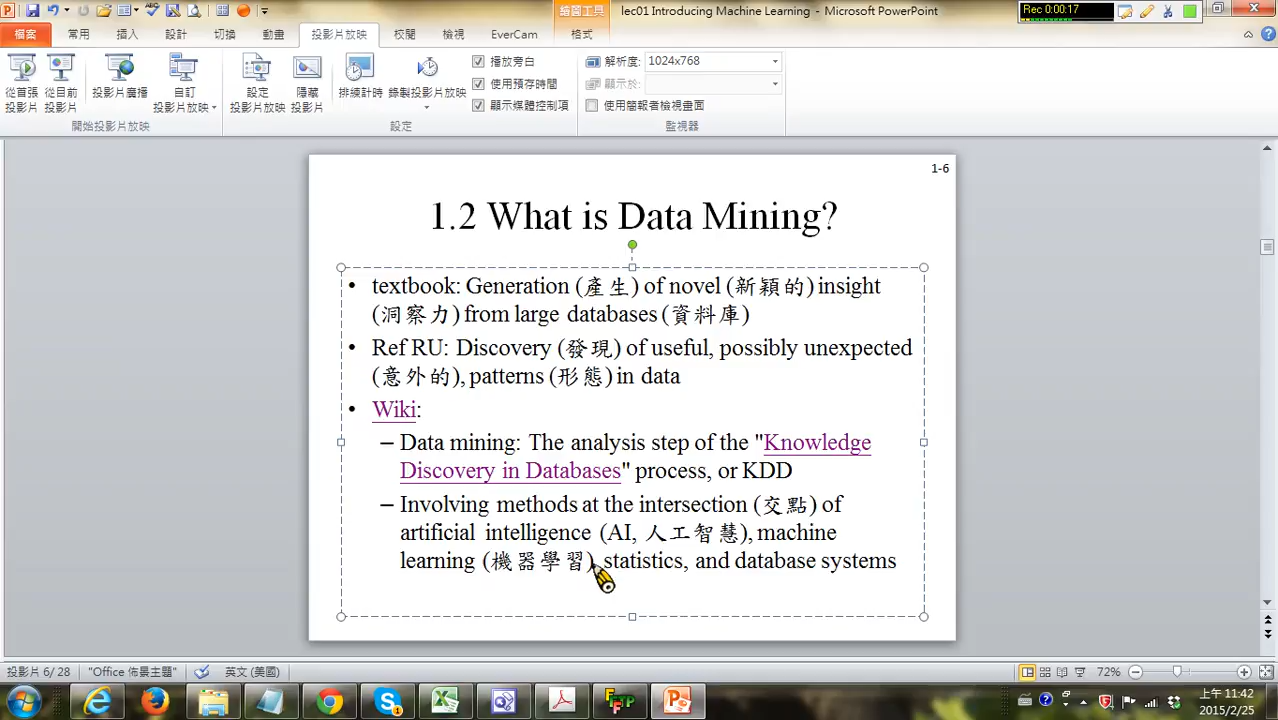 繪圖工具
lec01 Introducing Machine Learning - Microsoft PowerPoint
Rec 0:00:17
檔案 常用 插入 設計 切換 動畫 投影片放映 校閱 檢視 EverCam 格式
從首張投影片
從目前投影片
投影片廣播
自訂投影片放映
設定投影片放映
隱藏投影片
排練計時
錄製投影片放映
播放旁白
使用預存時間
顯示媒體控制項
解析度: 1024x768
顯示於:
使用簡報者檢視畫面
開始投影片放映 設定 監視器
1-6
1.2 What is Data Mining?
• textbook: Generation (產生) of novel (新穎的) insight
(洞察力) from large databases (資料庫)
• Ref RU: Discovery (發現) of useful, possibly unexpected
(意外的), patterns (形態) in data
• Wiki:
– Data mining: The analysis step of the "Knowledge
Discovery in Databases" process, or KDD
– Involving methods at the intersection (交點) of
artificial intelligence (AI, 人工智慧), machine
learning (機器學習), statistics, and database systems
投影片 6/28 "Office 佈景主題" 英文 (美國) 72%
上午 11:42
2015/2/25